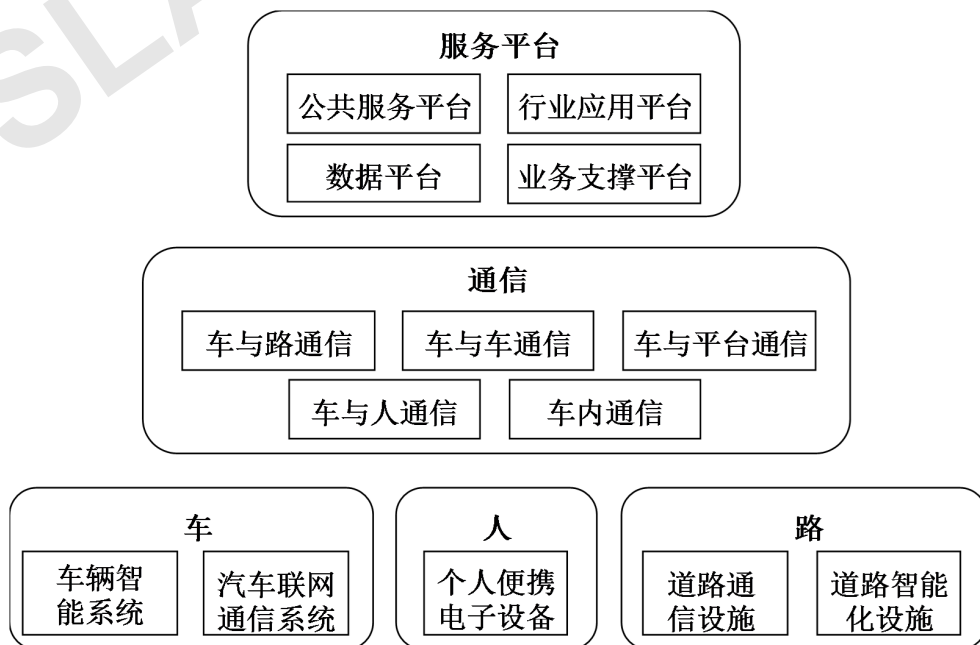 服务平台
公共服务平台
行业应用平台
数据平台
业务支撑平台
通信
车与路通信
车与车通信
车与平台通信
车与人通信
车内通信
车
车辆智
能系统
汽车联网
通信系统
人
个人便携
电子设备
路
道路通
信设施
道路智能
化设施